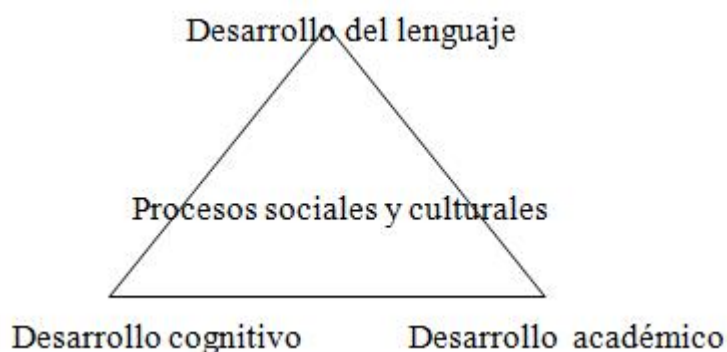 Desarrollo del lenguaje
Procesos sociales y culturales
Desarrollo cognitivo
Desarrollo académico